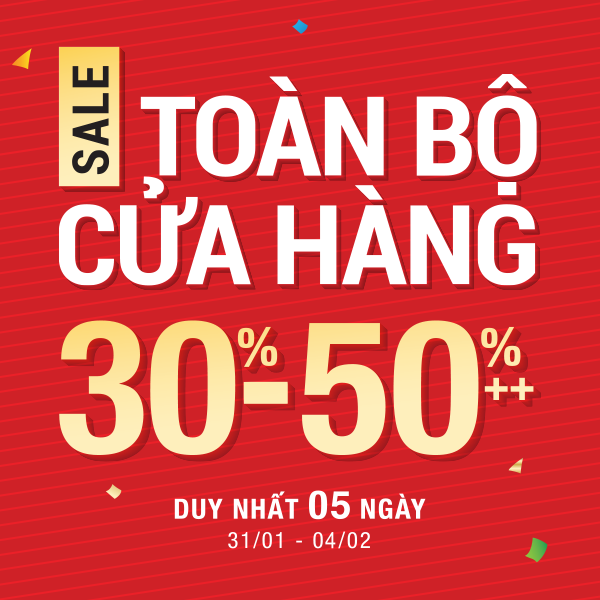 SALE
TOÀN BỘ
CỬA HÀNG
30%-50%++
DUY NHẤT 05 NGÀY
31/01 - 04/02